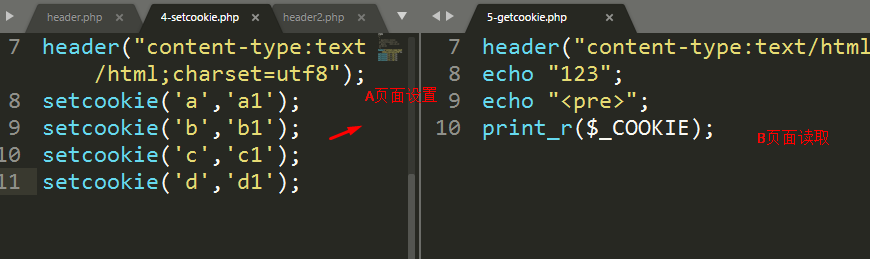 header.php × 4-setcookie.php × header2.php ×
7 header("content-type:text
/html;charset=utf8");
8 setcookie('a','a1');
9 setcookie('b','b1');
10 setcookie('c','c1');
11 setcookie('d','d1');
A页面设置
5-getcookie.php ×
7 header("content-type:text/html
8 echo "123";
9 echo "<pre>";
10 print_r($_COOKIE);
B页面读取